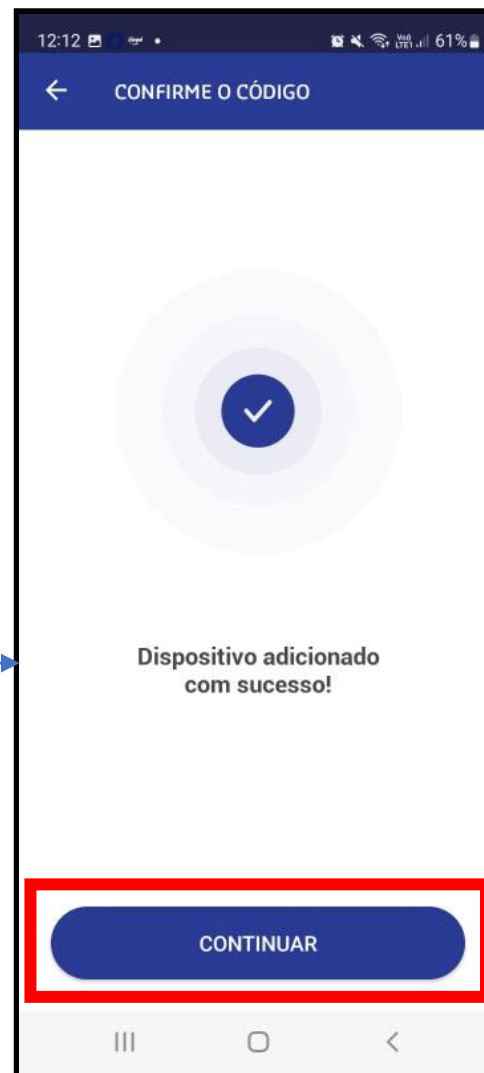 12:12
61%
CONFIRME O CÓDIGO
Dispositivo adicionado
com sucesso!
CONTINUAR